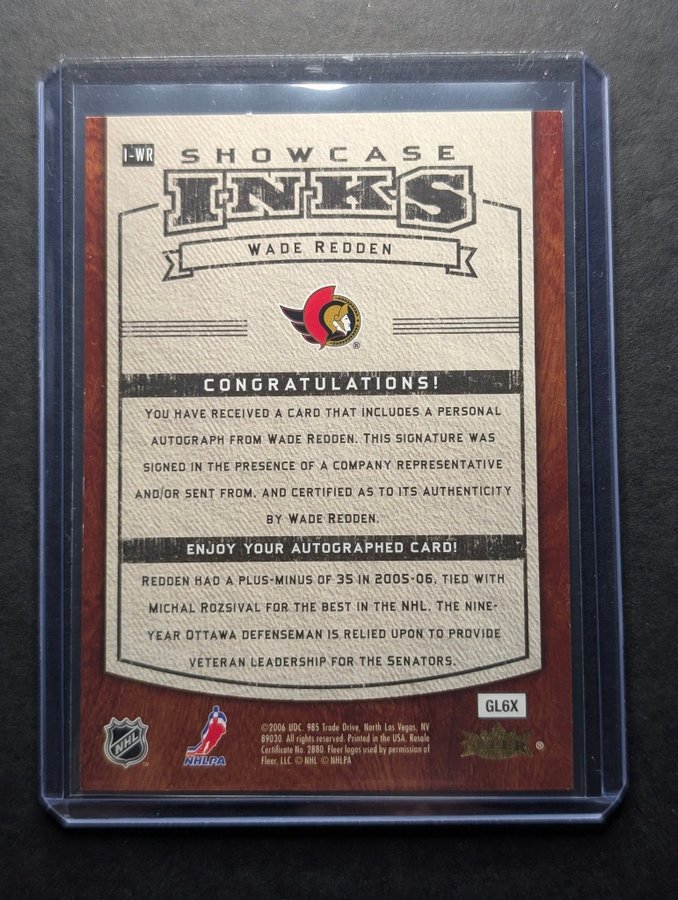 I-WR
SHOWCASE
INKS
WADE REDDEN
®
CONGRATULATIONS!
YOU HAVE RECEIVED A CARD THAT INCLUDES A PERSONAL
AUTOGRAPH FROM WADE REDDEN. THIS SIGNATURE WAS
SIGNED IN THE PRESENCE OF A COMPANY REPRESENTATIVE
AND/OR SENT FROM, AND CERTIFIED AS TO ITS AUTHENTICITY
BY WADE REDDEN.
ENJOY YOUR AUTOGRAPHED CARD!
REDDEN HAD A PLUS-MINUS OF 35 IN 2005-06, TIED WITH
MICHAL ROZSIVAL FOR THE BEST IN THE NHL. THE NINE-
YEAR OTTAWA DEFENSEMAN IS RELIED UPON TO PROVIDE
VETERAN LEADERSHIP FOR THE SENATORS.
GL6X
NHL
TM
NHLPA
©2006 UDC. 985 Trade Drive, North Las Vegas, NV
89030. All rights reserved. Printed in the USA. Resale
Certificate No. 2880. Fleer logos used by permission of
Fleer, LLC. © NHL © NHLPA
®